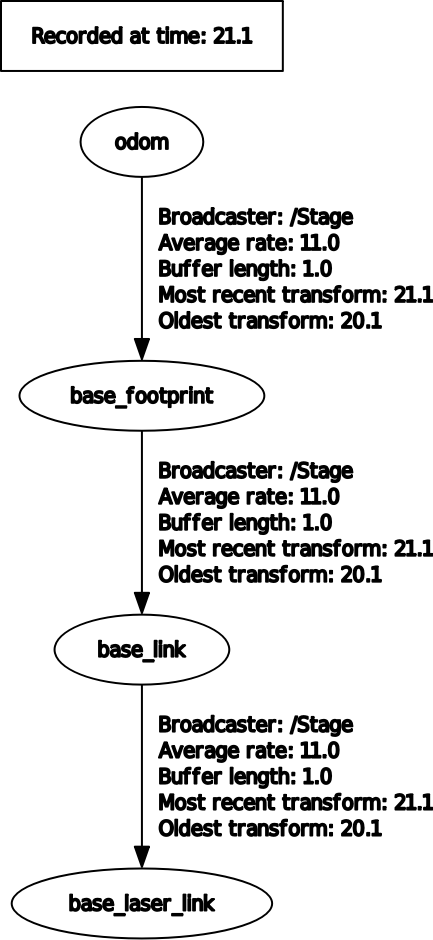 Recorded at time: 21.1
odom
Broadcaster: /Stage
Average rate: 11.0
Buffer length: 1.0
Most recent transform: 21.1
Oldest transform: 20.1
base_footprint
Broadcaster: /Stage
Average rate: 11.0
Buffer length: 1.0
Most recent transform: 21.1
Oldest transform: 20.1
base_link
Broadcaster: /Stage
Average rate: 11.0
Buffer length: 1.0
Most recent transform: 21.1
Oldest transform: 20.1
base_laser_link